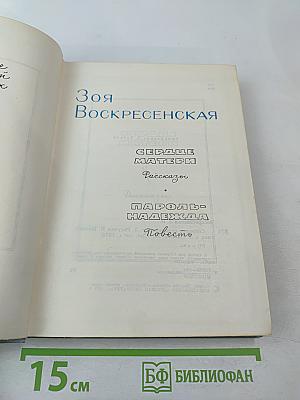 Зоя
Воскресенская
СЕРДЦЕ
МАТЕРИ
Рассказы
ПАРОЛЬ-
НАДЕЖДА
Повесть
15 см
БФ БИБЛИОФАН